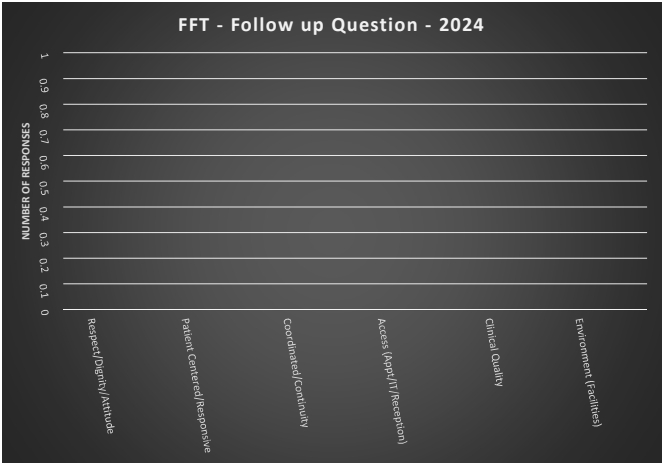 FFT - Follow up Question - 2024
NUMBER OF RESPONSES
1
0.9
0.8
0.7
0.6
0.5
0.4
0.3
0.2
0.1
0
Respect/Dignity/Attitude
Patient Centered/Responsive
Coordinated/Continuity
Access (Appt/IT/Reception)
Clinical Quality
Environment (Facilities)